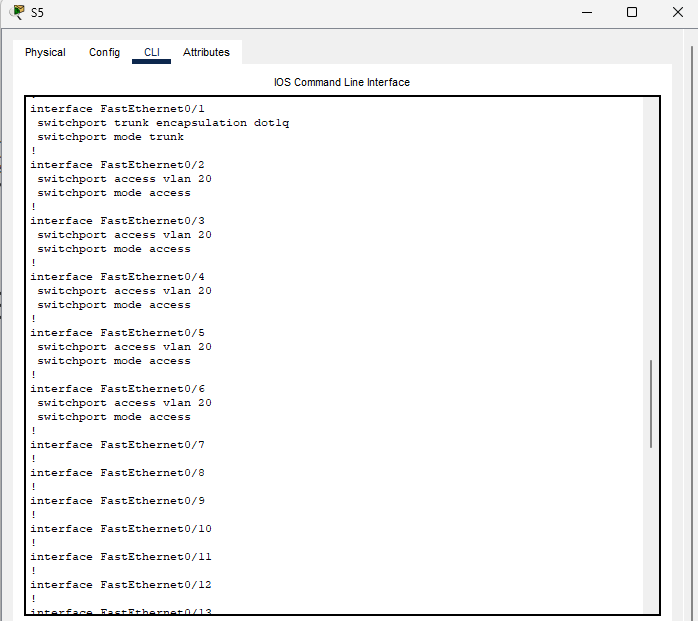 S5
Physical Config CLI Attributes
IOS Command Line Interface
interface FastEthernet0/1
switchport trunk encapsulation dot1q
switchport mode trunk
!
interface FastEthernet0/2
switchport access vlan 20
switchport mode access
!
interface FastEthernet0/3
switchport access vlan 20
switchport mode access
!
interface FastEthernet0/4
switchport access vlan 20
switchport mode access
!
interface FastEthernet0/5
switchport access vlan 20
switchport mode access
!
interface FastEthernet0/6
switchport access vlan 20
switchport mode access
!
interface FastEthernet0/7
!
interface FastEthernet0/8
!
interface FastEthernet0/9
!
interface FastEthernet0/10
!
interface FastEthernet0/11
!
interface FastEthernet0/12
!
interface FastEthernet0/13